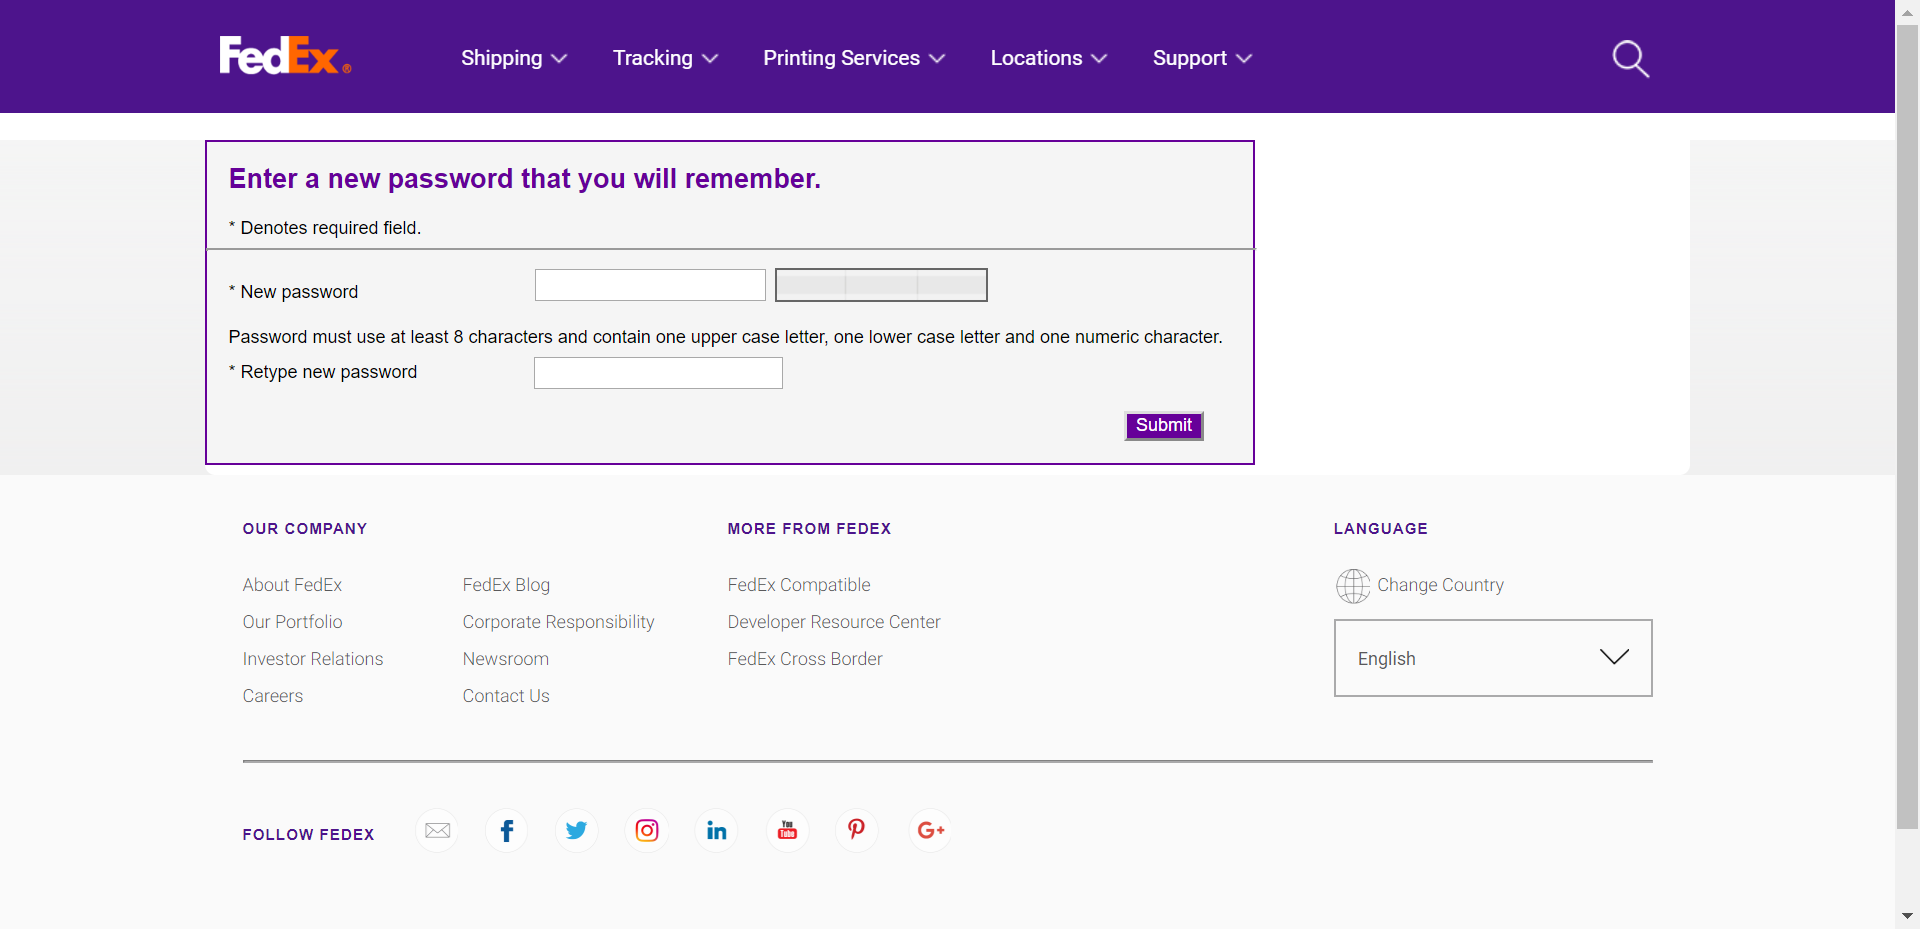 FedEx®
Shipping
Tracking
Printing Services
Locations
Support
Enter a new password that you will remember.
* Denotes required field.
* New password
Password must use at least 8 characters and contain one upper case letter, one lower case letter and one numeric character.
* Retype new password
Submit
OUR COMPANY
About FedEx
Our Portfolio
Investor Relations
Careers
FedEx Blog
Corporate Responsibility
Newsroom
Contact Us
MORE FROM FEDEX
FedEx Compatible
Developer Resource Center
FedEx Cross Border
LANGUAGE
Change Country
English
FOLLOW FEDEX
f
in
You
Tube
G+